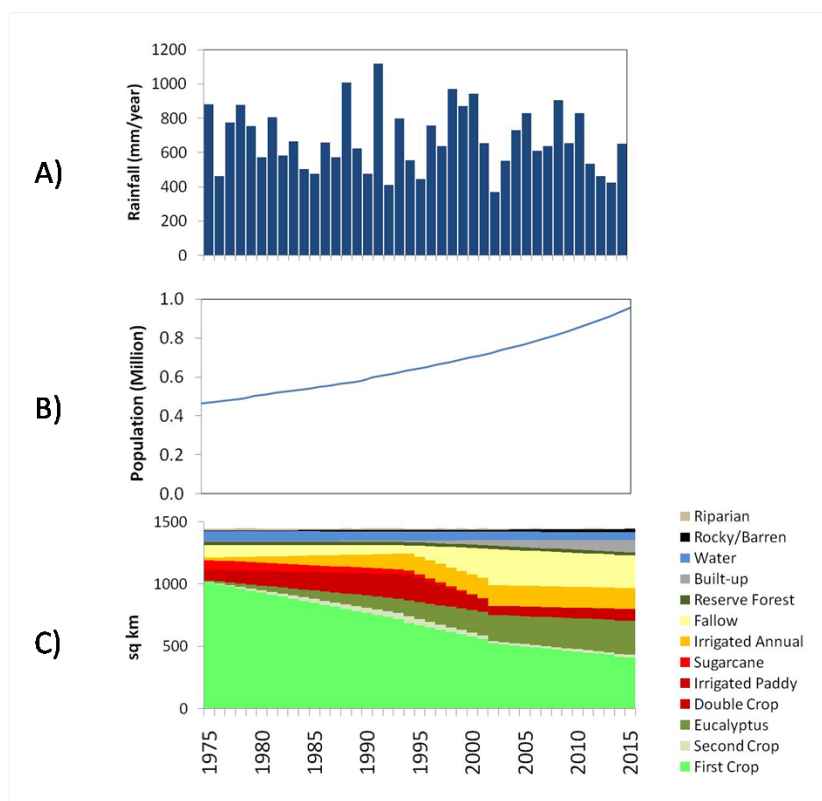 A)
Rainfall (mm/year)
1200
1000
800
600
400
200
0
B)
Population (Million)
1.0
0.8
0.6
0.4
0.2
0.0
C)
sq km
1500
1000
500
0
1975
1980
1985
1990
1995
2000
2005
2010
2015
Riparian
Rocky/Barren
Water
Built-up
Reserve Forest
Fallow
Irrigated Annual
Sugarcane
Irrigated Paddy
Double Crop
Eucalyptus
Second Crop
First Crop